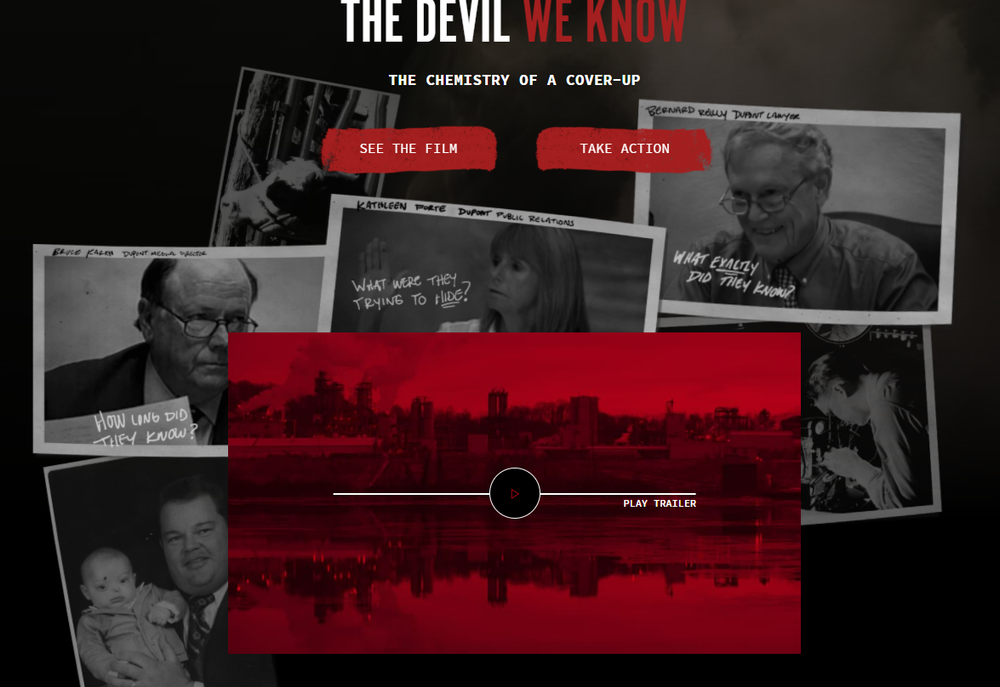 THE DEVIL WE KNOW
THE CHEMISTRY OF A COVER-UP
SEE THE FILM
TAKE ACTION
BERNARD REILLY DUPONT LAWYER
WHAT EXACTLY
DID THEY KNOW?
KATHLEEN FORTE DUPONT PUBLIC RELATIONS
WHAT WERE THEY
TRYING TO HIDE?
BRUCE KARRH DUPONT MEDICAL DIRECTOR
HOW LONG DID
THEY KNOW?
PLAY TRAILER